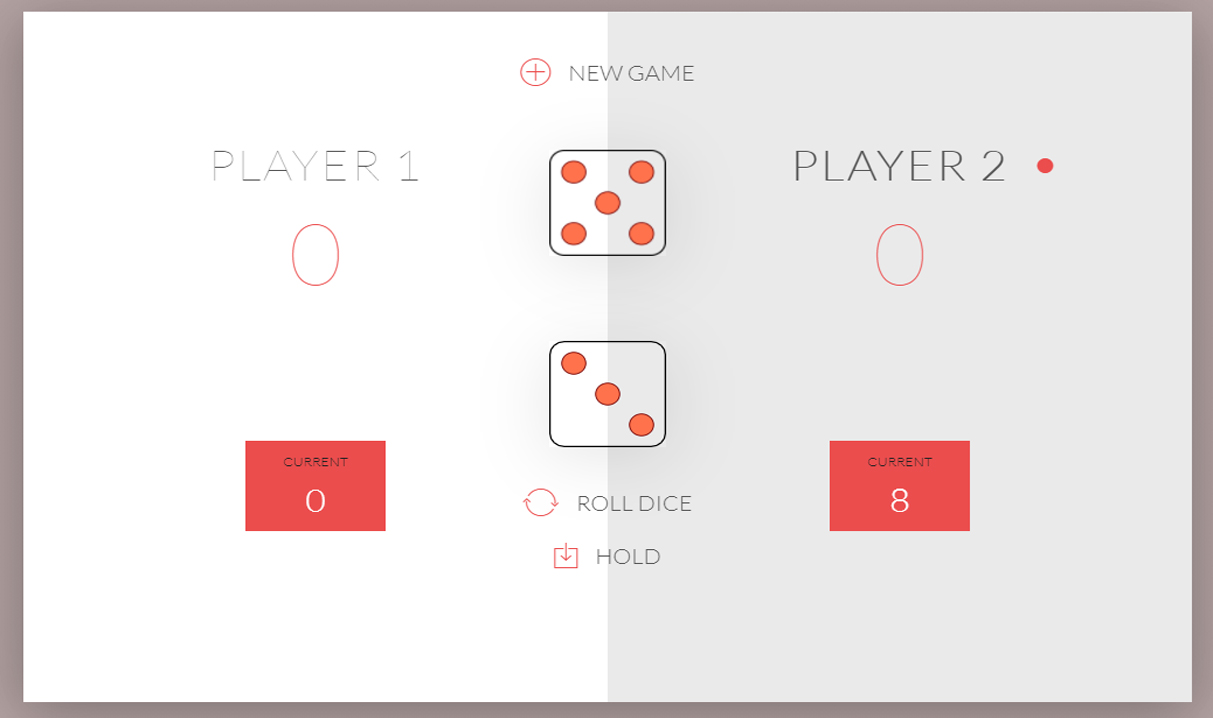 NEW GAME
PLAYER 1
0
PLAYER 2
0
CURRENT
0
CURRENT
8
ROLL DICE
HOLD